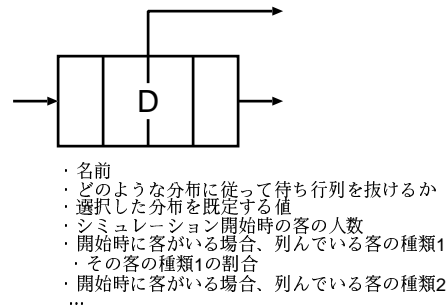 D
・名前
・どのような分布に従って待ち行列を抜けるか
・選択した分布を既定する値
・シミュレーション開始時の客の人数
・開始時に客がいる場合、列んでいる客の種類1
・その客の種類1の割合
・開始時に客がいる場合、列んでいる客の種類2
...